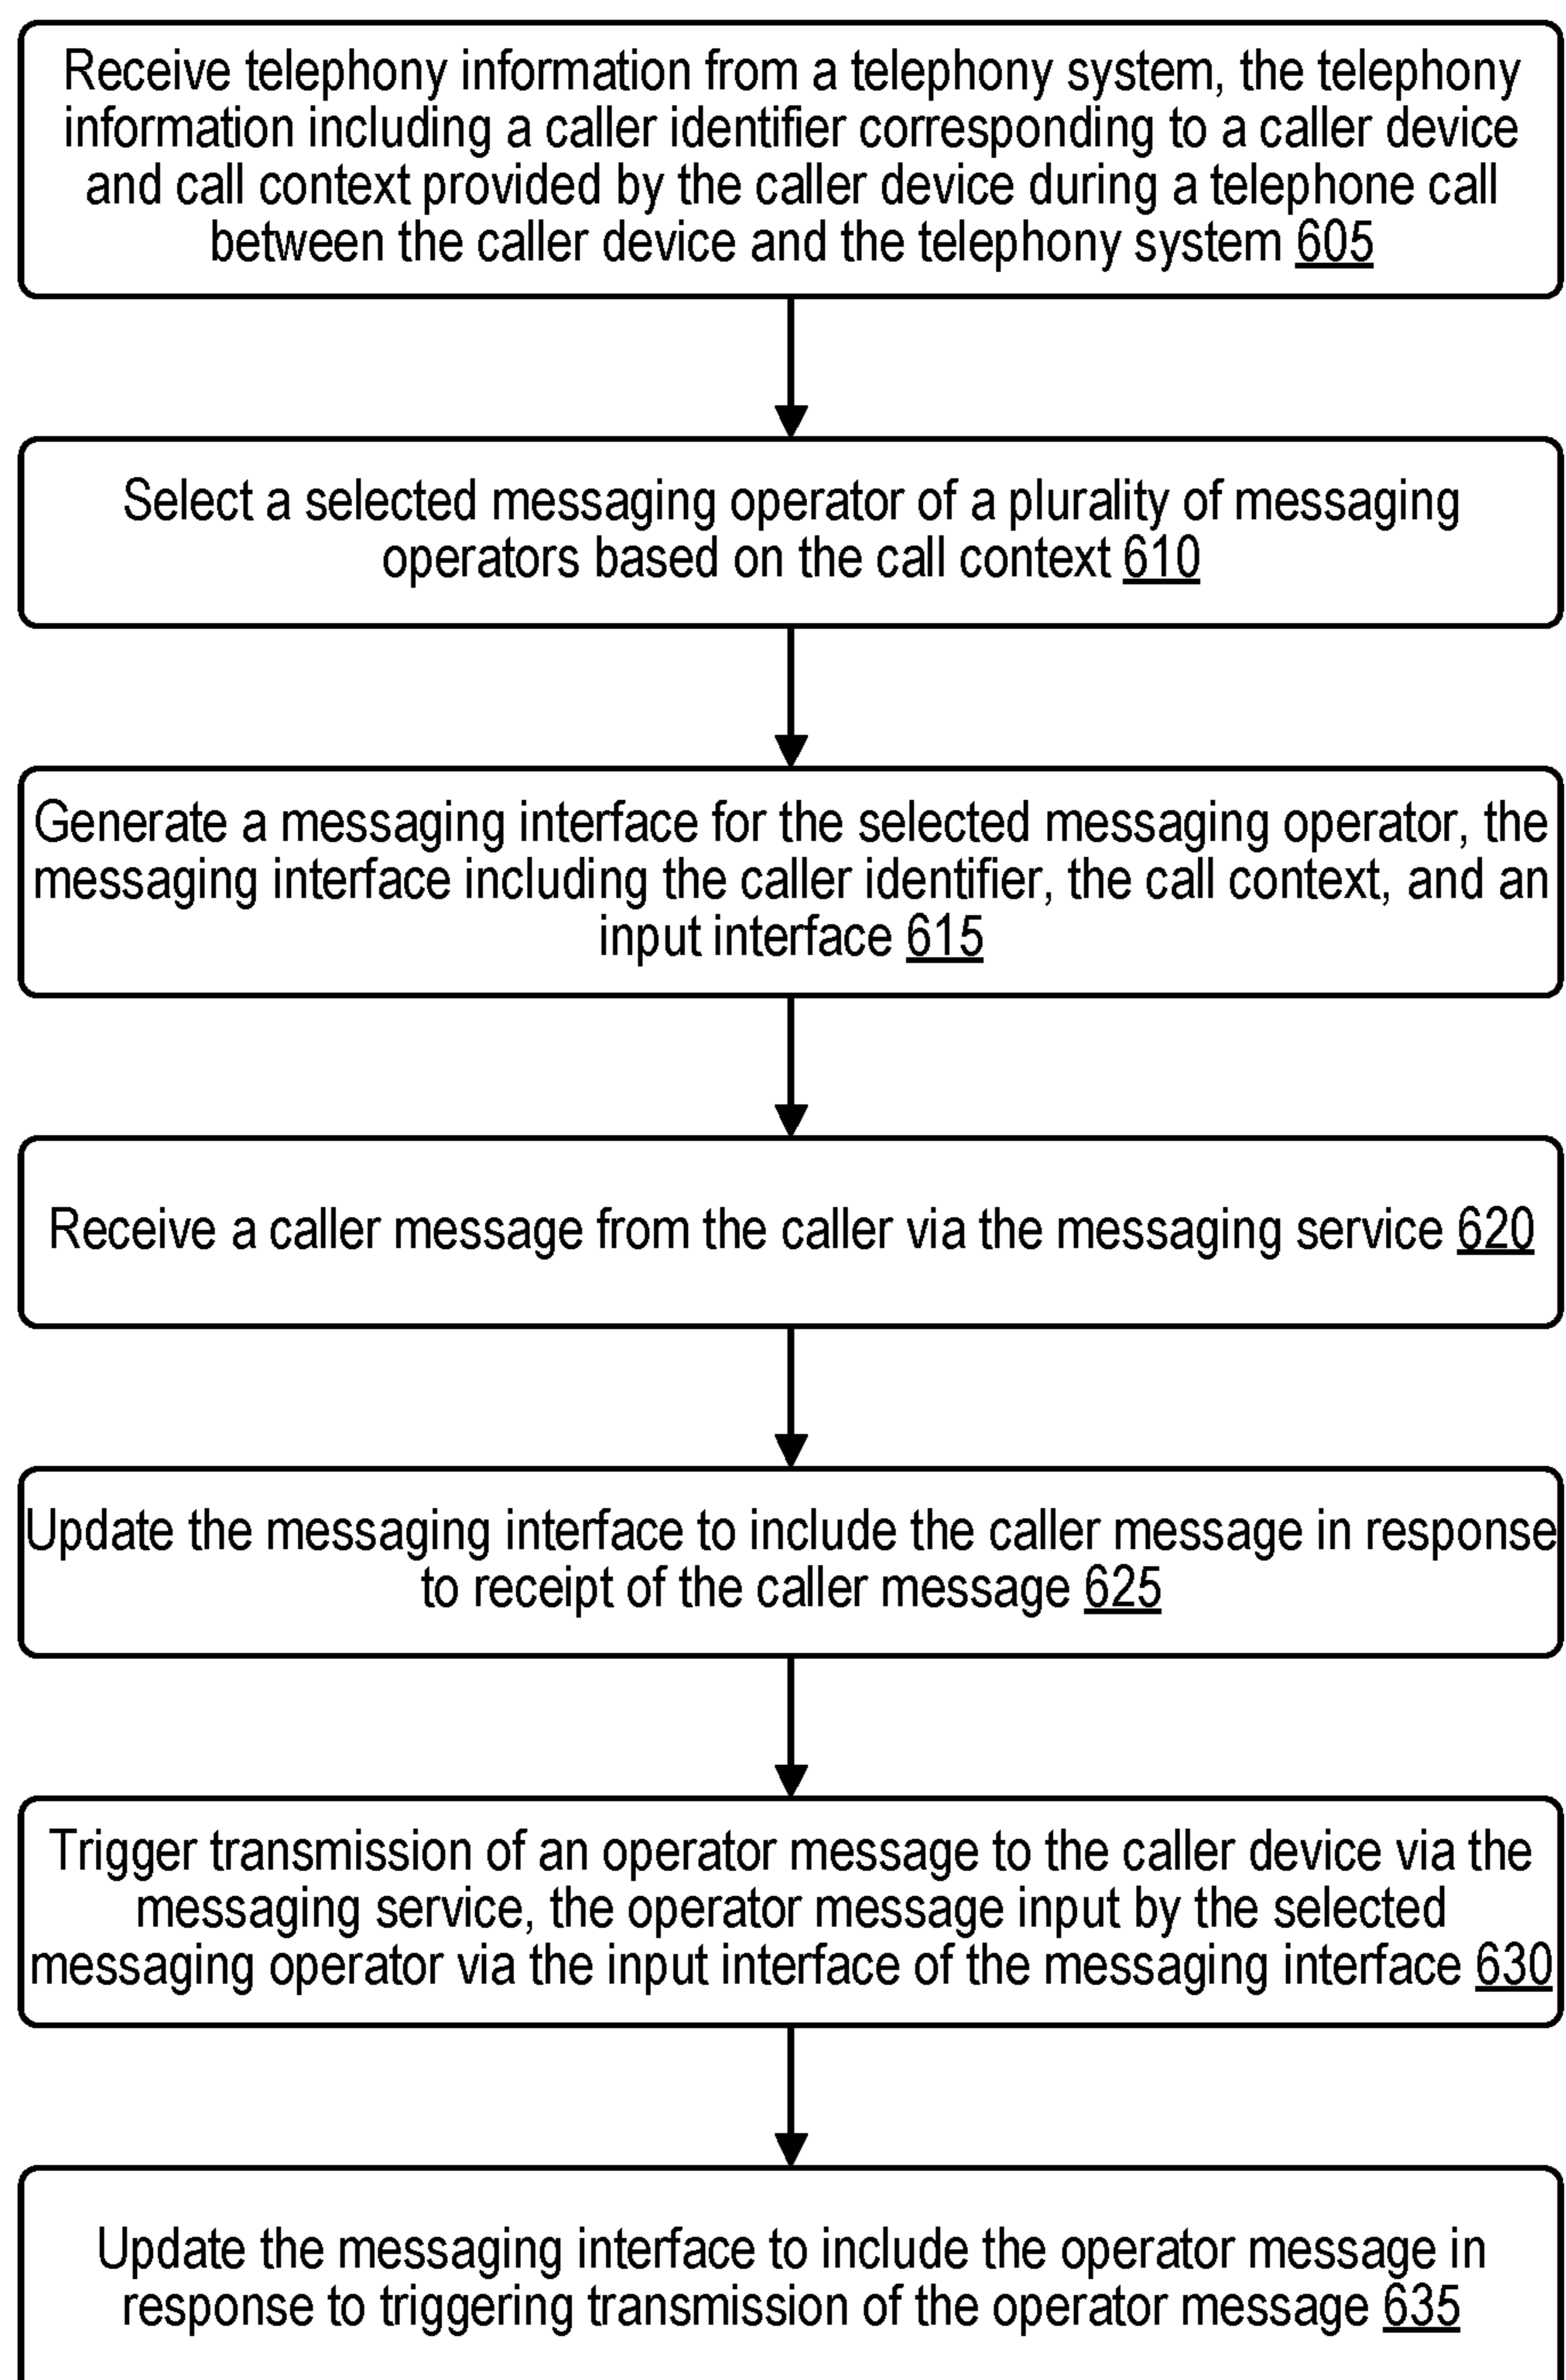 Receive telephony information from a telephony system, the telephony
information including a caller identifier corresponding to a caller device
and call context provided by the caller device during a telephone call
between the caller device and the telephony system 605
Select a selected messaging operator of a plurality of messaging
operators based on the call context 610
Generate a messaging interface for the selected messaging operator, the
messaging interface including the caller identifier, the call context, and an
input interface 615
Receive a caller message from the caller via the messaging service 620
Update the messaging interface to include the caller message in response
to receipt of the caller message 625
Trigger transmission of an operator message to the caller device via the
messaging service, the operator message input by the selected
messaging operator via the input interface of the messaging interface 630
Update the messaging interface to include the operator message in
response to triggering transmission of the operator message 635